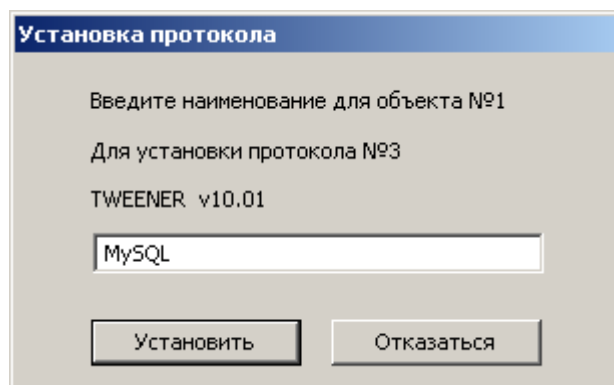 Установка протокола
Введите наименование для объекта №1
Для установки протокола №3
TWEENER v10.01
MySQL
Установить Отказаться